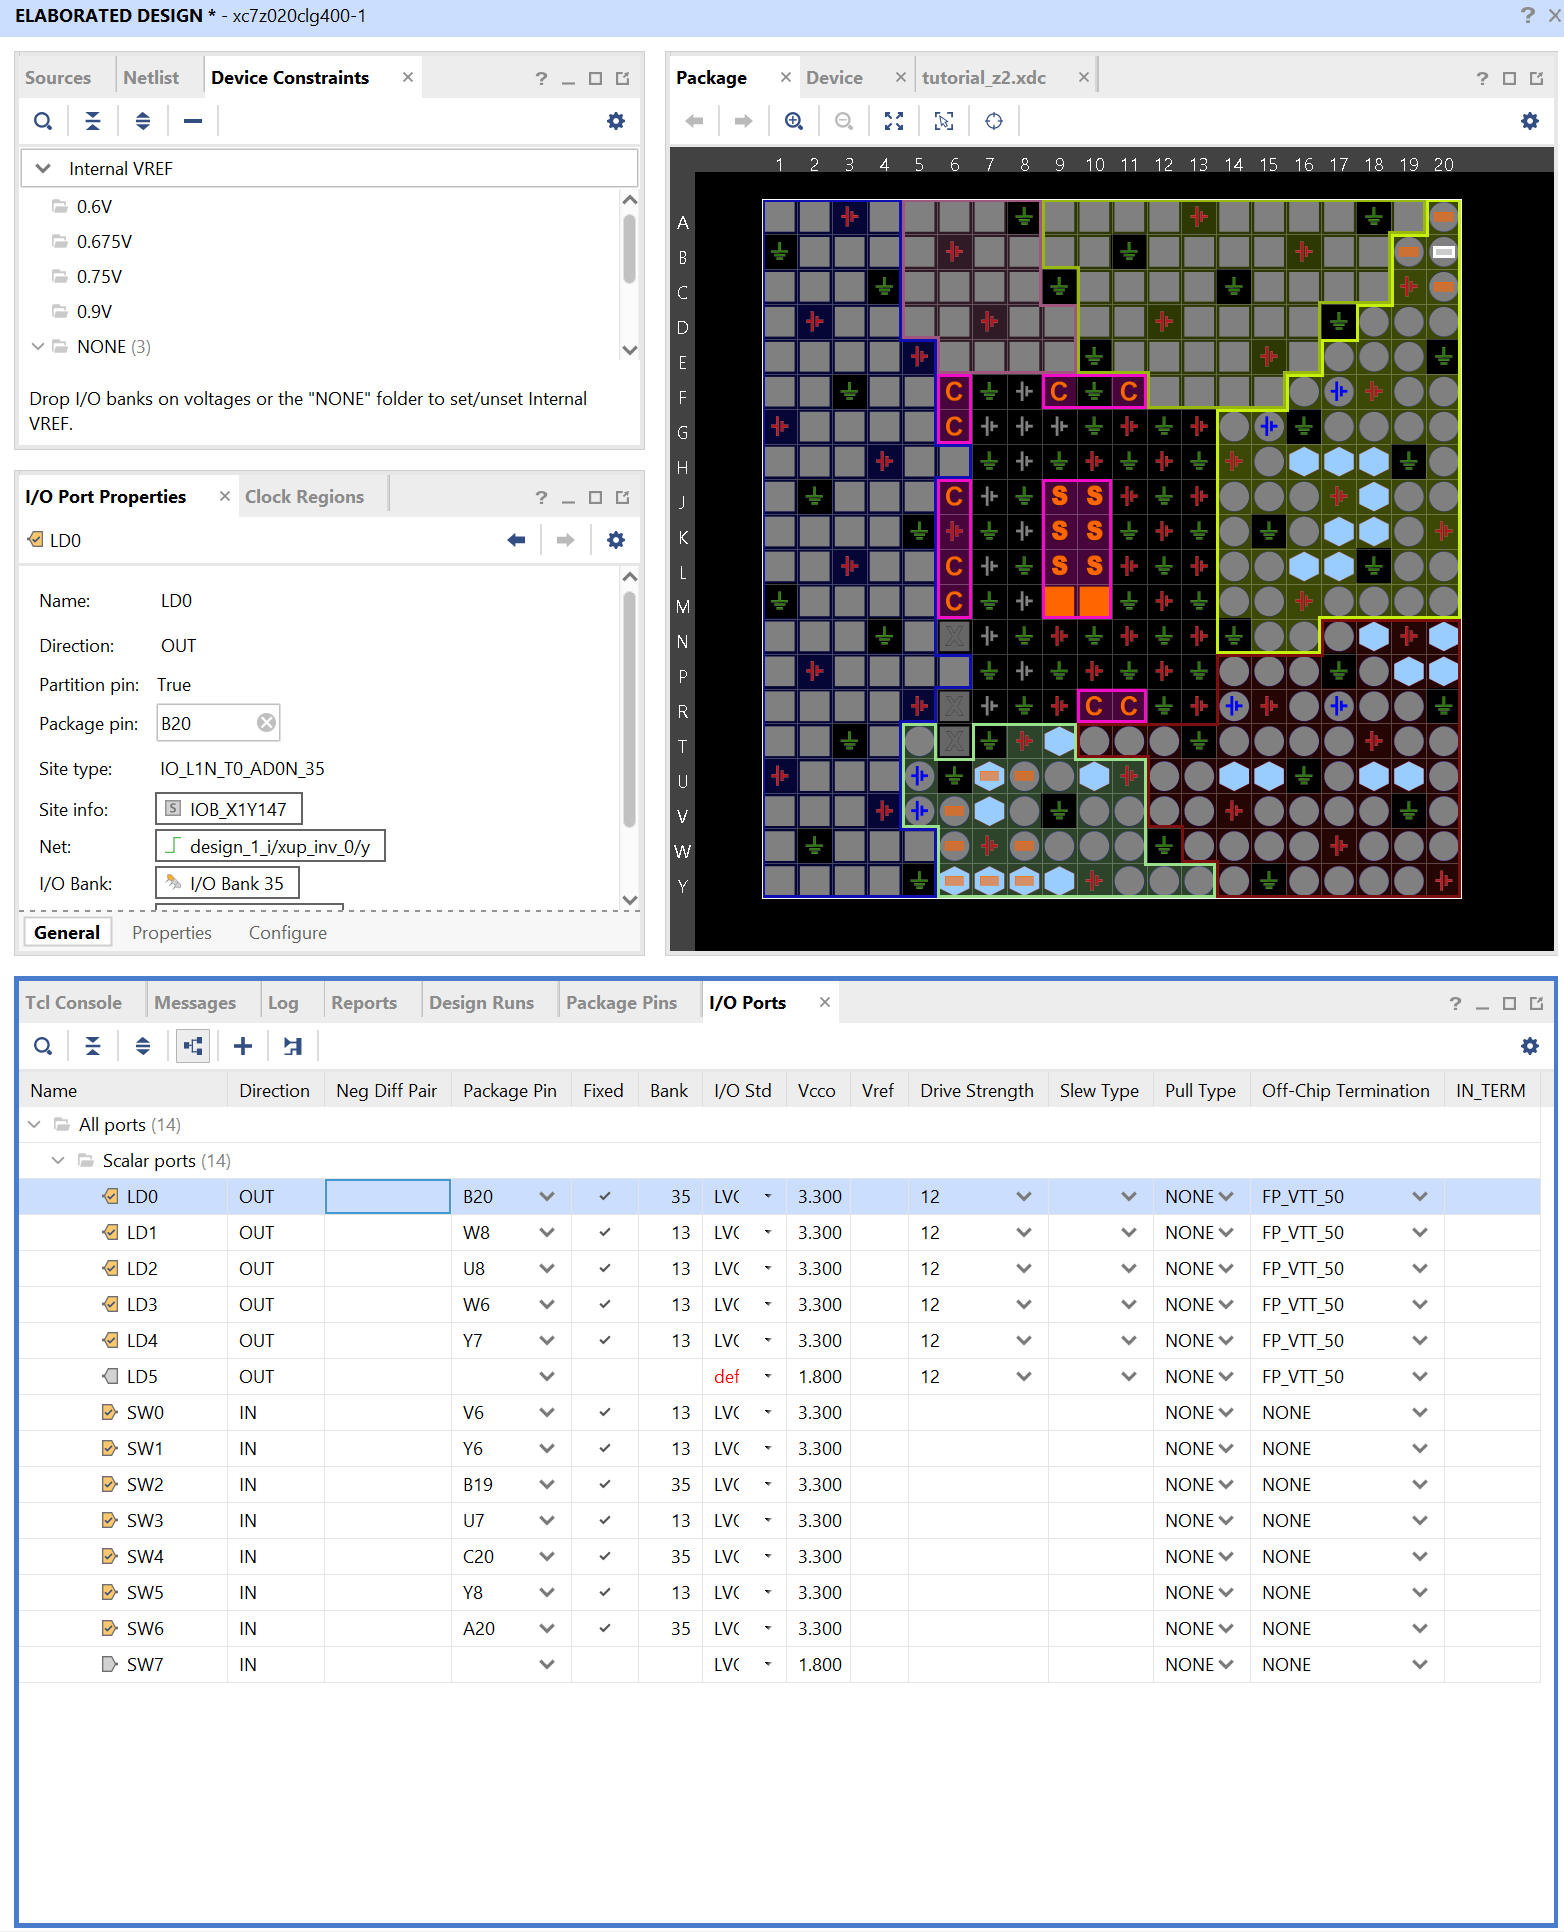 ELABORATED DESIGN * - xc7z020clg400-1
Sources Netlist Device Constraints
Internal VREF
0.6V
0.675V
0.75V
0.9V
NONE (3)
Drop I/O banks on voltages or the "NONE" folder to set/unset Internal
VREF.
I/O Port Properties Clock Regions
LD0
Name: LD0
Direction: OUT
Partition pin: True
Package pin: B20
Site type: IO_L1N_T0_AD0N_35
Site info: IOB_X1Y147
Net: design_1_i/xup_inv_0/y
I/O Bank: I/O Bank 35
General Properties Configure
Package Device tutorial_z2.xdc
1 2 3 4 5 6 7 8 9 10 11 12 13 14 15 16 17 18 19 20
A
B
C
D
E
F C C C
G C
H
J C S S
K S S
L C S S
M C
N X
P
R X C C
T X
U
V
W
Y
Tcl Console Messages Log Reports Design Runs Package Pins I/O Ports
Name Direction Neg Diff Pair Package Pin Fixed Bank I/O Std Vcco Vref Drive Strength Slew Type Pull Type Off-Chip Termination IN_TERM
All ports (14)
Scalar ports (14)
LD0 OUT B20 35 LVC 3.300 12 NONE FP_VTT_50
LD1 OUT W8 13 LVC 3.300 12 NONE FP_VTT_50
LD2 OUT U8 13 LVC 3.300 12 NONE FP_VTT_50
LD3 OUT W6 13 LVC 3.300 12 NONE FP_VTT_50
LD4 OUT Y7 13 LVC 3.300 12 NONE FP_VTT_50
LD5 OUT def 1.800 12 NONE FP_VTT_50
SW0 IN V6 13 LVC 3.300 NONE NONE
SW1 IN Y6 13 LVC 3.300 NONE NONE
SW2 IN B19 35 LVC 3.300 NONE NONE
SW3 IN U7 13 LVC 3.300 NONE NONE
SW4 IN C20 35 LVC 3.300 NONE NONE
SW5 IN Y8 13 LVC 3.300 NONE NONE
SW6 IN A20 35 LVC 3.300 NONE NONE
SW7 IN LVC 1.800 NONE NONE